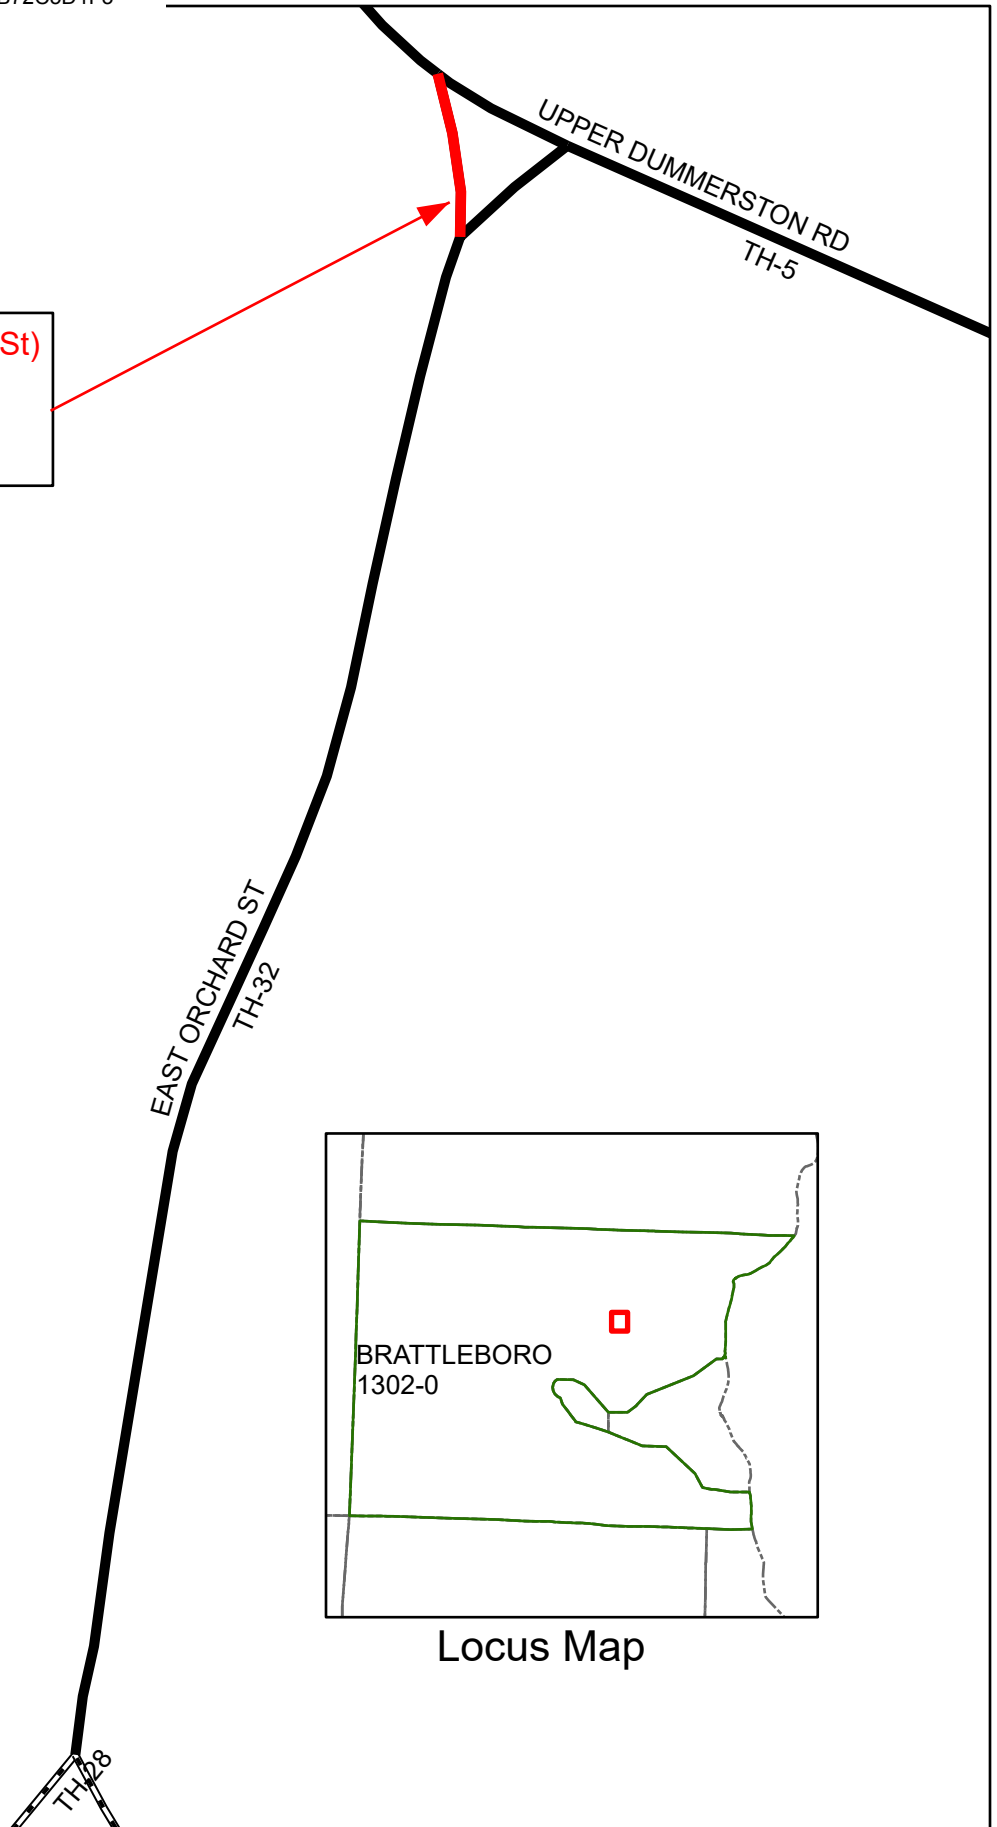 UPPER DUMMERSTON RD
TH-5
St)
EAST ORCHARD ST
TH-32
BRATTLEBORO
1302-0
Locus Map
TH-28